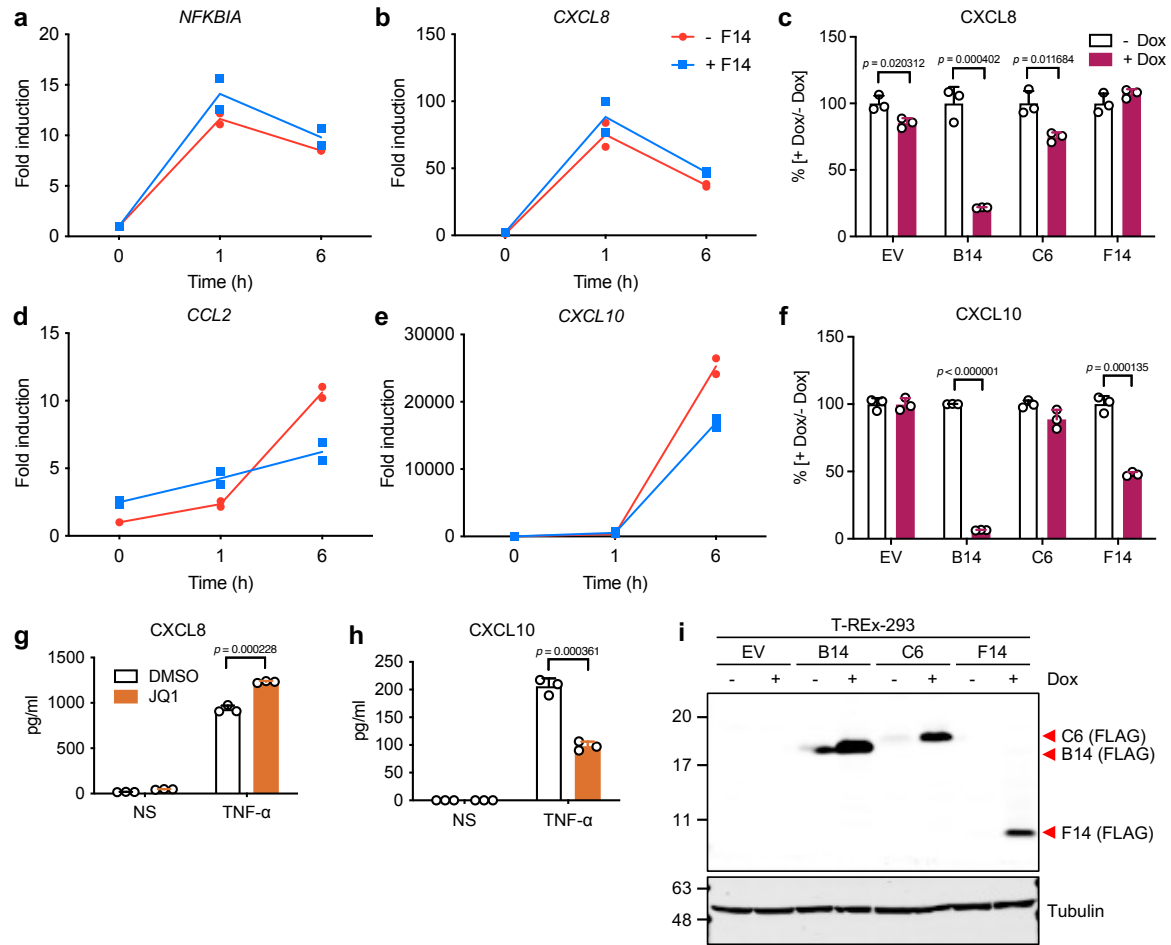 a
NFKBIA
Fold induction
20
15
10
5
0
0 1 6
Time (h)
b
CXCL8
Fold induction
150
100
50
0
0 1 6
Time (h)
- F14
+ F14
c
CXCL8
% [+ Dox/- Dox]
150
100
50
0
p = 0.020312
p = 0.000402
p = 0.011684
- Dox
+ Dox
EV B14 C6 F14
d
CCL2
Fold induction
15
10
5
0
0 1 6
Time (h)
e
CXCL10
Fold induction
30000
20000
10000
0
0 1 6
Time (h)
f
CXCL10
% [+ Dox/- Dox]
150
100
50
0
p < 0.000001
p = 0.000135
EV B14 C6 F14
g
CXCL8
pg/ml
1500
1000
500
0
p = 0.000228
DMSO
JQ1
NS TNF-α
h
CXCL10
pg/ml
250
200
150
100
50
0
p = 0.000361
NS TNF-α
i
T-REx-293
EV B14 C6 F14
- + - + - + - + Dox
20
17
11
C6 (FLAG)
B14 (FLAG)
F14 (FLAG)
63
48
Tubulin